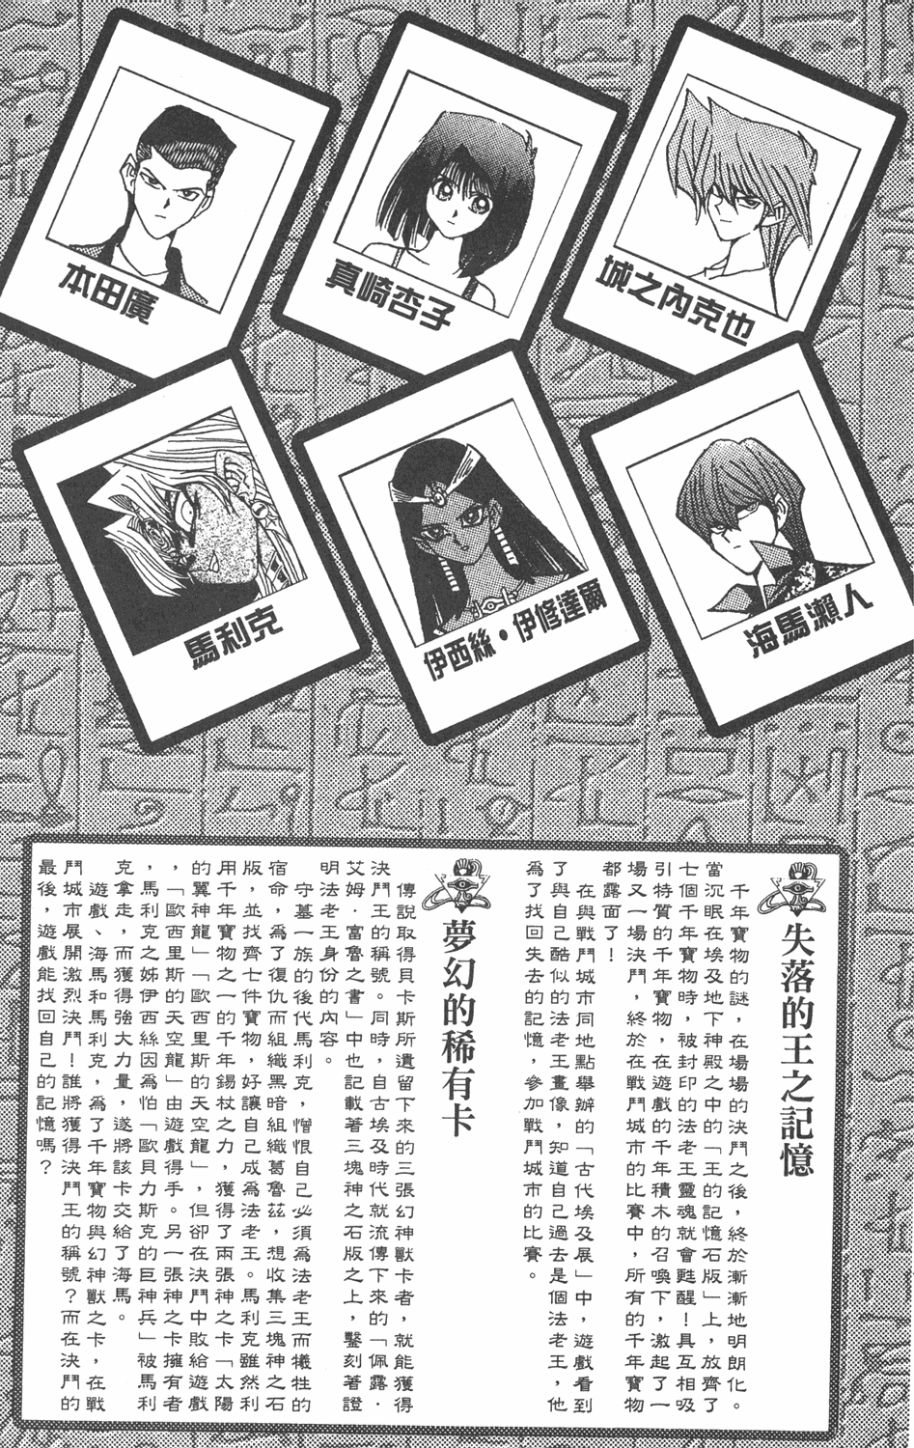 城之內克也
真崎杏子
本田廣
海馬瀨人
伊西絲・伊修達爾
馬利克
失落的王之記憶
千年寶物的謎，在場場的決鬥之後，終於漸漸地明朗化。
當沉眠在埃及地下神殿之中的「王的記憶石版」上，放齊了
七個千年寶物時，被封印的法老王靈魂就會甦醒！具互相吸
引特質的千年寶物，在遊戲的千年積木的召喚下，激起了一
場又一場決鬥，終於在戰鬥城市的比賽中，所有的千年寶物
都露面了！
在與戰鬥城市同地點舉辦的「古代埃及展」中，遊戲看到
了與自己酷似的法老王畫像，知道自己過去是個法老王，他
為了找回失去的記憶，參加戰鬥城市的比賽。
夢幻的稀有卡
傳說取得貝卡斯所遺留下來的三張幻神獸卡者，就能獲得
決鬥王的稱號。同時，自古埃及時代就流傳下來的「佩露．
艾姆．富魯之書」中也記載著三塊神之石版之上，鑿刻著證
明法老王身份的內容。
守墓一族的後代馬利克，憎恨自己必須為法老王而犧牲的
宿命，為了復仇而組織黑暗組織葛魯茲，想收集三塊神之石
版，並找齊七件寶物，好讓自己成為法老王。馬利克雖然利
用千年寶物之一的千年錫杖之力，獲得了兩張神之卡「太陽
的翼神龍」「歐西里斯的天空龍」，但卻在決鬥中敗給遊戲
，「歐西里斯的天空龍」由遊戲得手。另一張神之卡擁有者
，馬利克之姊伊西絲因為怕「歐貝力斯克的巨神兵」被馬利
克拿走，而獲得強大力量，遂將該卡交給了海馬。
遊戲、海馬和馬利克，為了千年寶物與幻神獸之卡，在戰
鬥城市展開激烈決鬥！誰將獲得決鬥王的稱號？而在決鬥的
最後，遊戲能找回自己的記憶嗎？